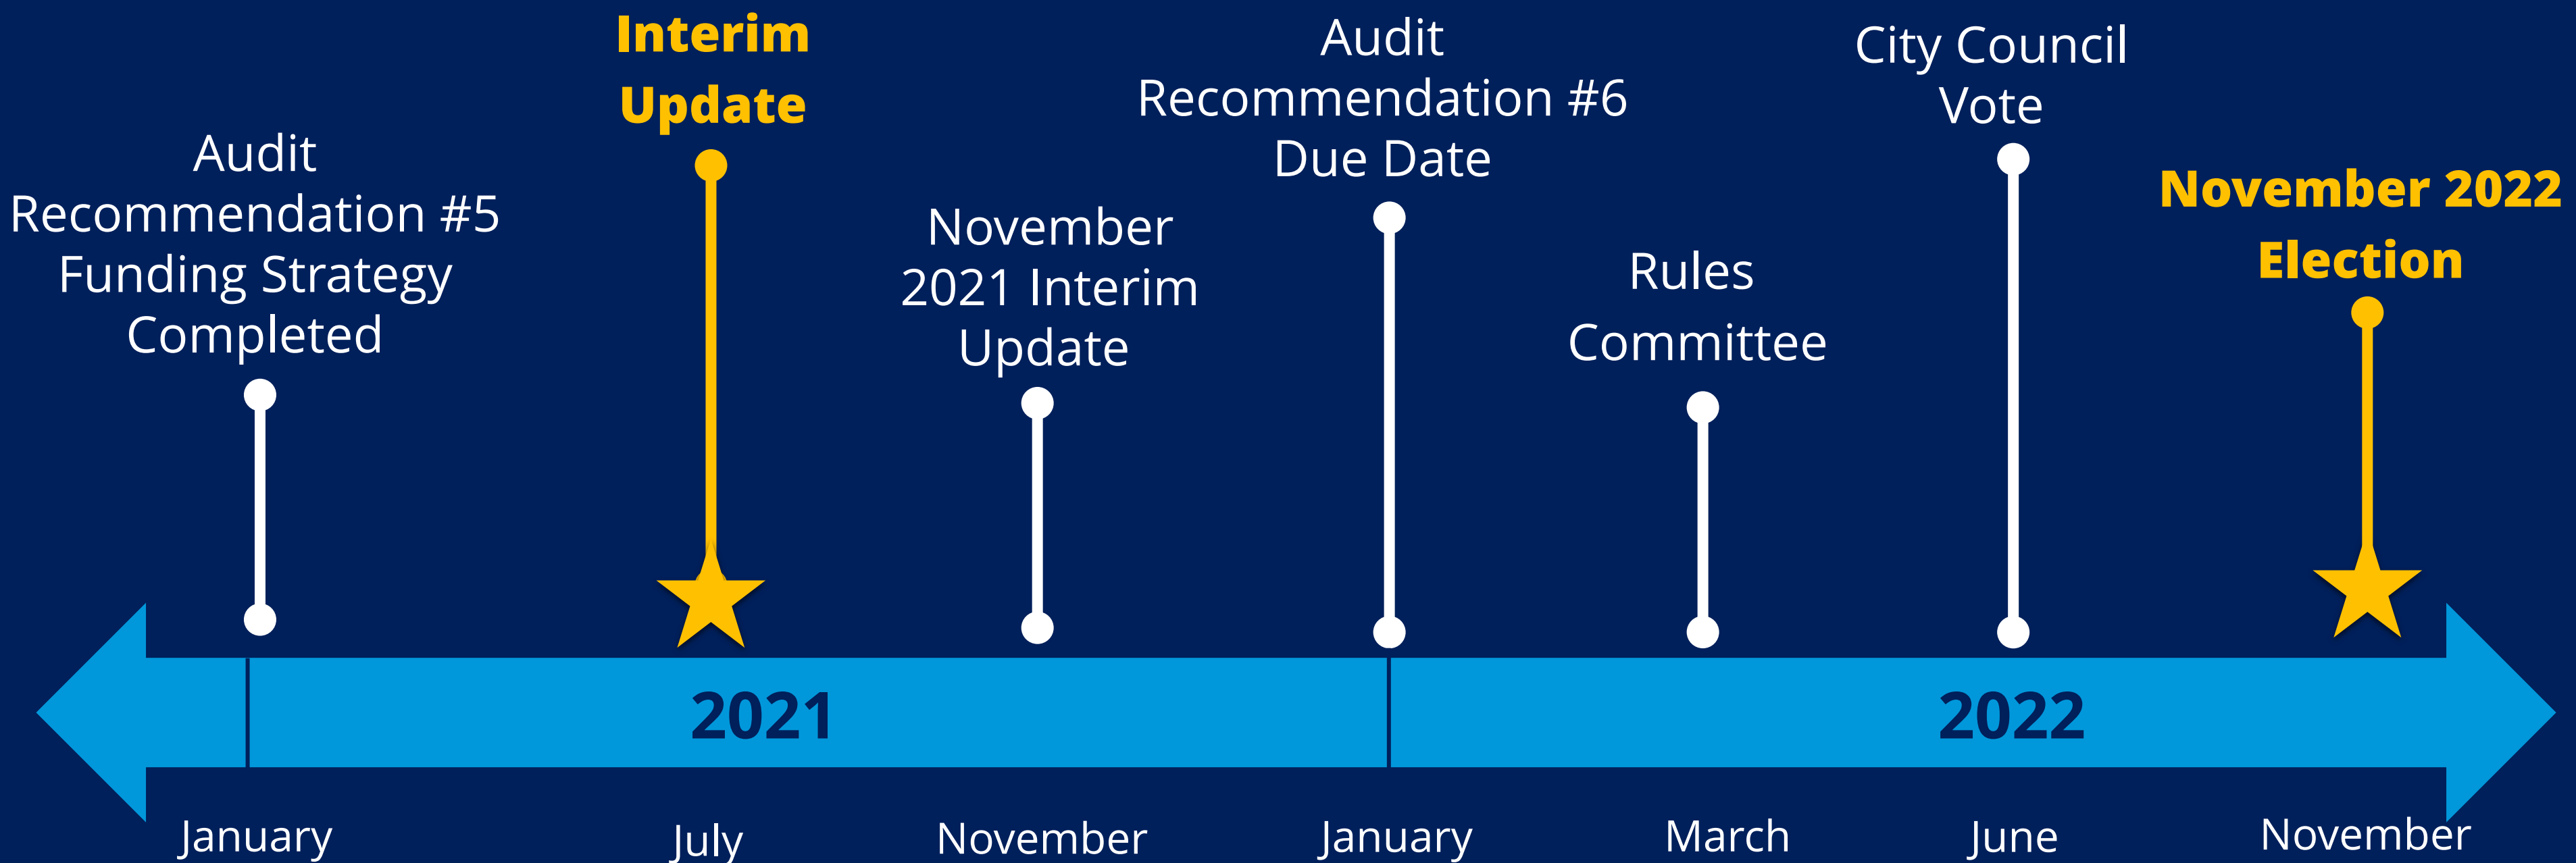 Audit
Recommendation #5
Funding Strategy
Completed
Interim
Update
November
2021 Interim
Update
Audit
Recommendation #6
Due Date
Rules
Committee
City Council
Vote
November 2022
Election
2021
2022
January
July
November
January
March
June
November